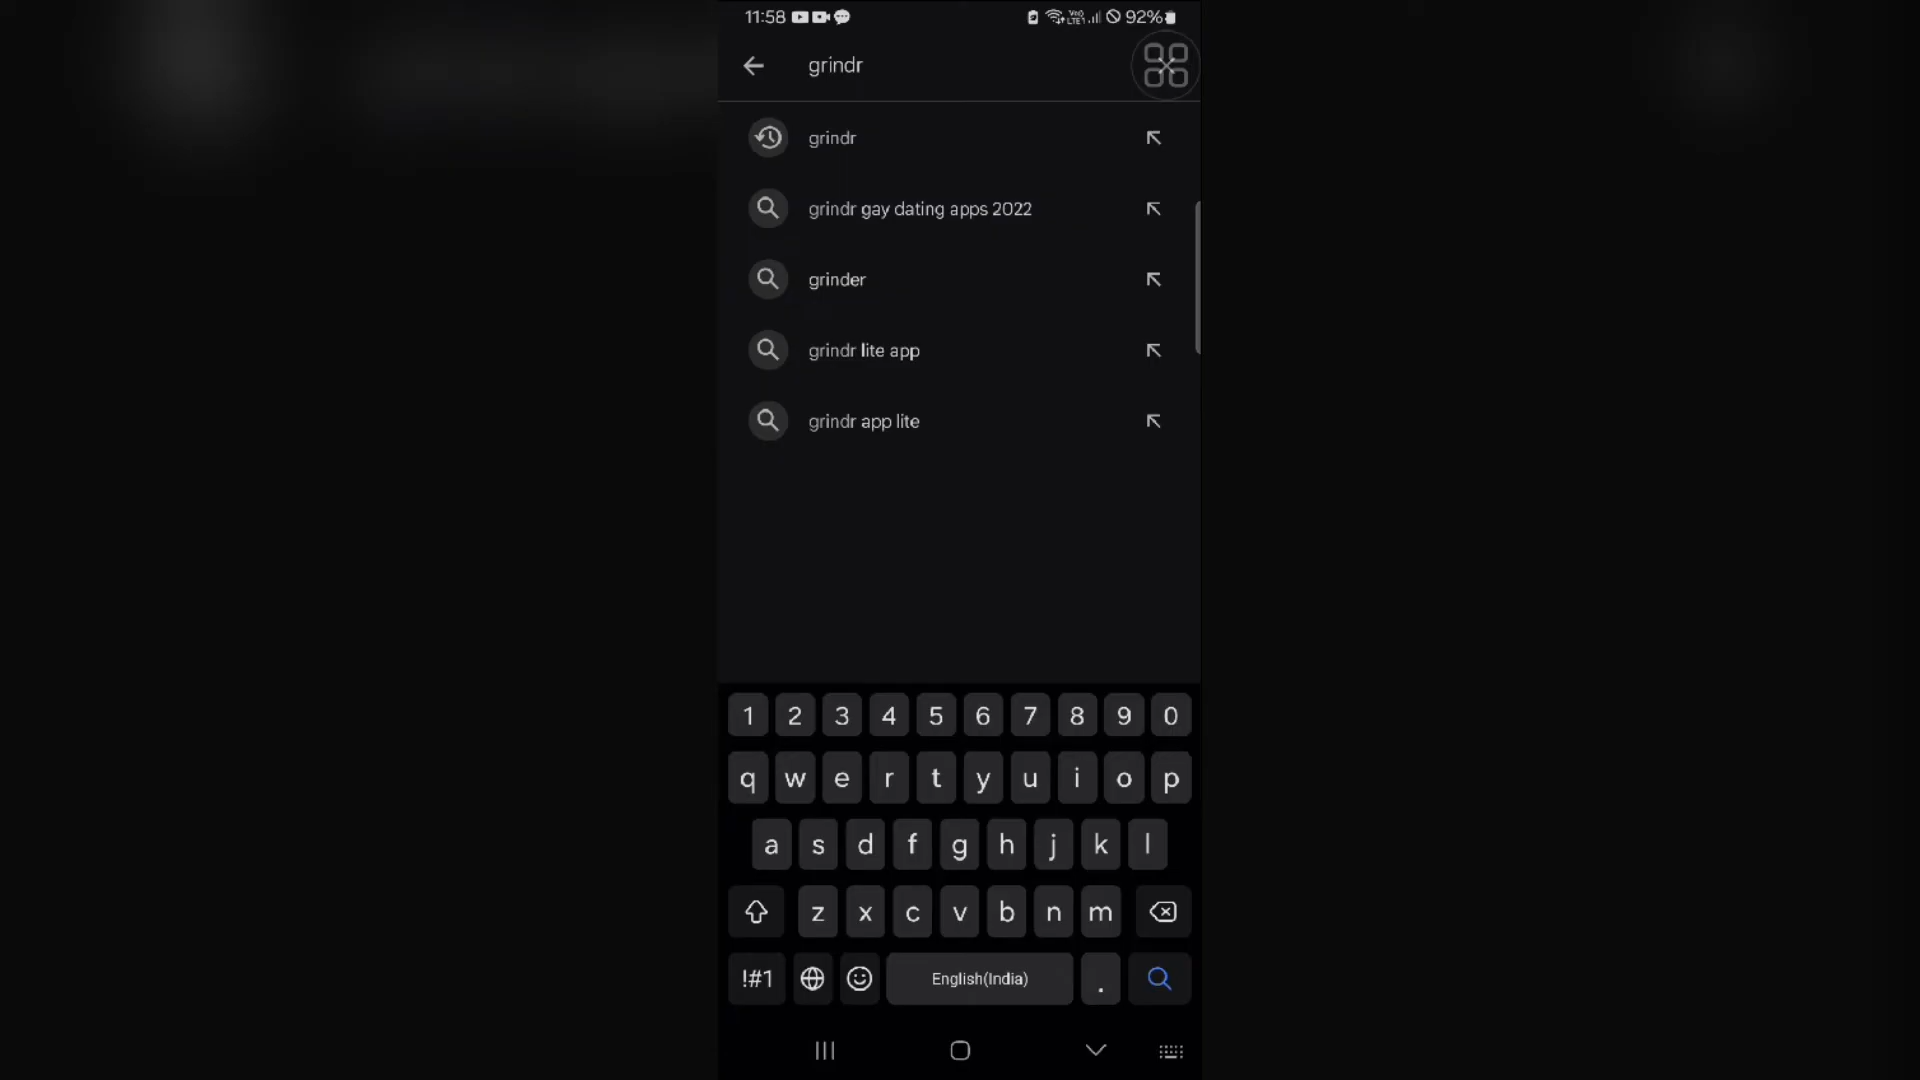 11:58 92%
grindr
grindr
grindr gay dating apps 2022
grinder
grindr lite app
grindr app lite
1 2 3 4 5 6 7 8 9 0
q w e r t y u i o p
a s d f g h j k l
z x c v b n m
!#1 English(India) .